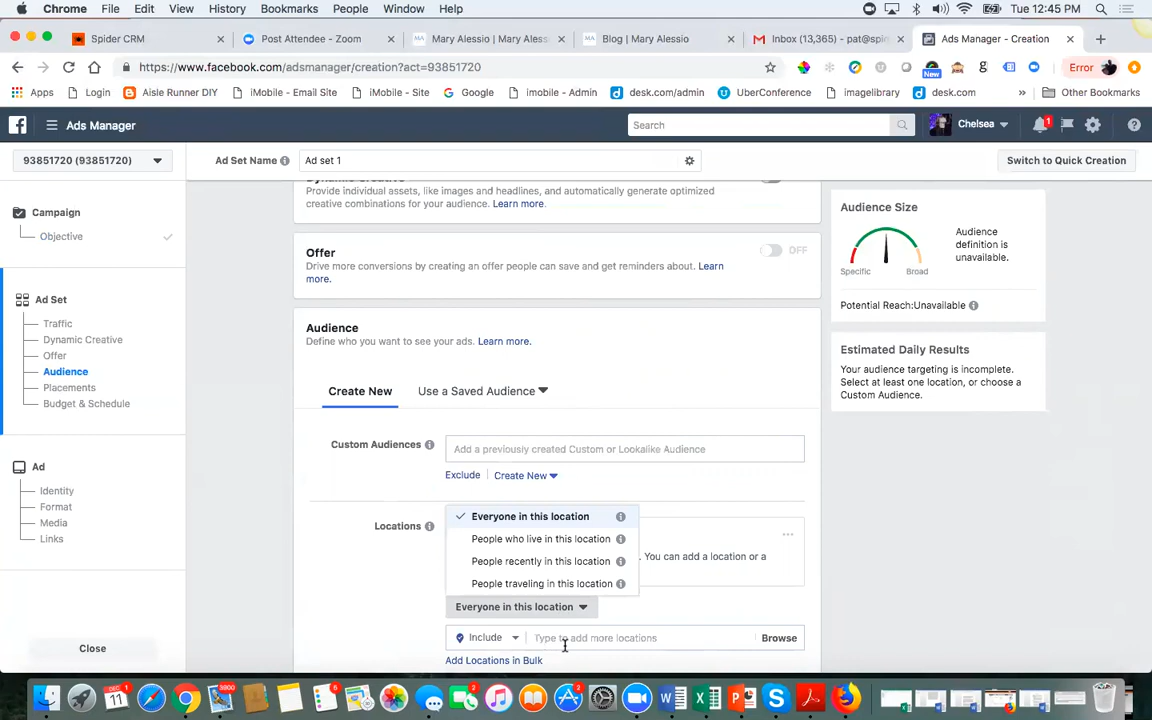 Chrome File Edit View History Bookmarks People Window Help Tue 12:45 PM
Spider CRM Post Attendee - Zoom Mary Alessio | Mary Aless Blog | Mary Alessio Inbox (13,365) - pat@spi Ads Manager - Creation
https://www.facebook.com/adsmanager/creation?act=93851720 New Error
Apps Login Aisle Runner DIY iMobile - Email Site iMobile - Site Google imobile - Admin desk.com/admin UberConference imagelibrary desk.com » Other Bookmarks
Ads Manager Search Chelsea 1
93851720 (93851720) Ad Set Name Ad set 1 Switch to Quick Creation
Campaign
Objective
Ad Set
Traffic
Dynamic Creative
Offer
Audience
Placements
Budget & Schedule
Ad
Identity
Format
Media
Links
Close
Dynamic Creative
Provide individual assets, like images and headlines, and automatically generate optimized
creative combinations for your audience. Learn more.
Offer OFF
Drive more conversions by creating an offer people can save and get reminders about. Learn
more.
Audience
Define who you want to see your ads. Learn more.
Create New Use a Saved Audience
Custom Audiences Add a previously created Custom or Lookalike Audience
Exclude Create New
Locations
Everyone in this location
People who live in this location
. You can add a location or a
People recently in this location
People traveling in this location
Everyone in this location
Include Type to add more locations Browse
Add Locations in Bulk
Audience Size
Audience
definition is
unavailable.
Specific Broad
Potential Reach:Unavailable
Estimated Daily Results
Your audience targeting is incomplete.
Select at least one location, or choose a
Custom Audience.